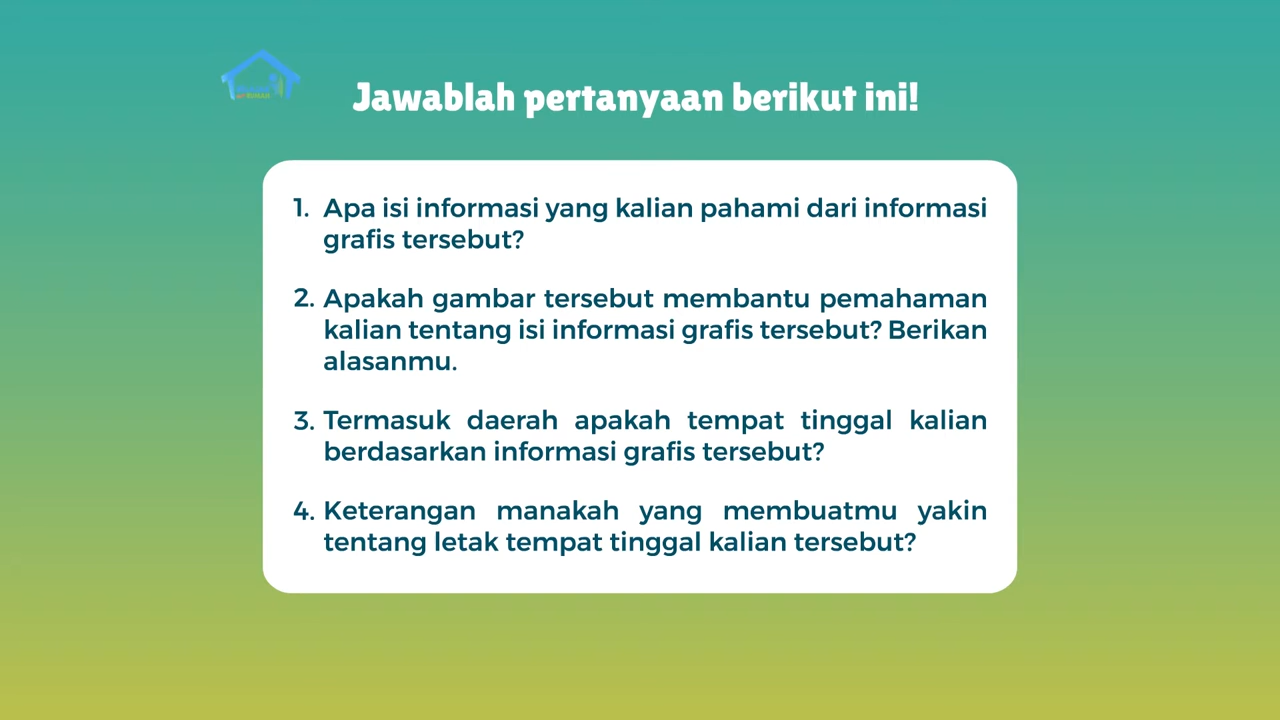 Jawablah pertanyaan berikut ini!
1. Apa isi informasi yang kalian pahami dari informasi
grafis tersebut?
2. Apakah gambar tersebut membantu pemahaman
kalian tentang isi informasi grafis tersebut? Berikan
alasanmu.
3. Termasuk daerah apakah tempat tinggal kalian
berdasarkan informasi grafis tersebut?
4. Keterangan manakah yang membuatmu yakin
tentang letak tempat tinggal kalian tersebut?